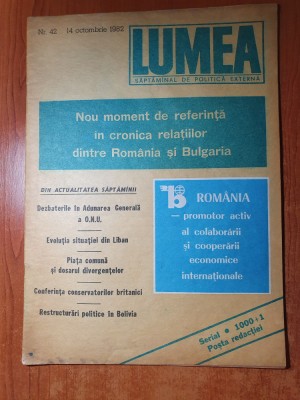 Nr. 42 14 octombrie 1982
LUMEA
SĂPTĂMÎNAL DE POLITICĂ EXTERNĂ
Nou moment de referință
în cronica relațiilor
dintre România și Bulgaria
DIN ACTUALITATEA SĂPTĂMÎNII
Dezbaterile în Adunarea Generală
a O.N.U.
Evoluția situației din Liban
Piața comună
și dosarul divergențelor
Conferința conservatorilor britanici
Restructurări politice în Bolivia
ROMÂNIA
— promotor activ
al colaborării
și cooperării
economice
internaționale
Serial • 1000+1
Poșta redacției